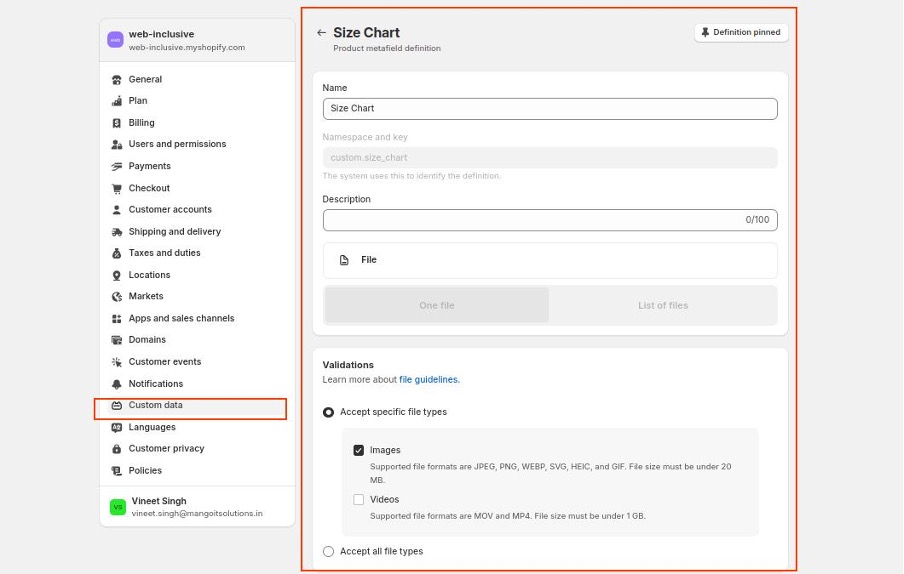 web-inclusive
web-inclusive.myshopify.com
General
Plan
Billing
Users and permissions
Payments
Checkout
Customer accounts
Shipping and delivery
Taxes and duties
Locations
Markets
Apps and sales channels
Domains
Customer events
Notifications
Custom data
Languages
Customer privacy
Policies
VS
Vineet Singh
vineet.singh@mangoitsolutions.in
Size Chart
Product metafield definition
Definition pinned
Name
Size Chart
Namespace and key
custom.size_chart
The system uses this to identify the definition.
Description
0/100
File
One file
List of files
Validations
Learn more about file guidelines.
Accept specific file types
Images
Supported file formats are JPEG, PNG, WEBP, SVG, HEIC, and GIF. File size must be under 20
MB.
Videos
Supported file formats are MOV and MP4. File size must be under 1 GB.
Accept all file types